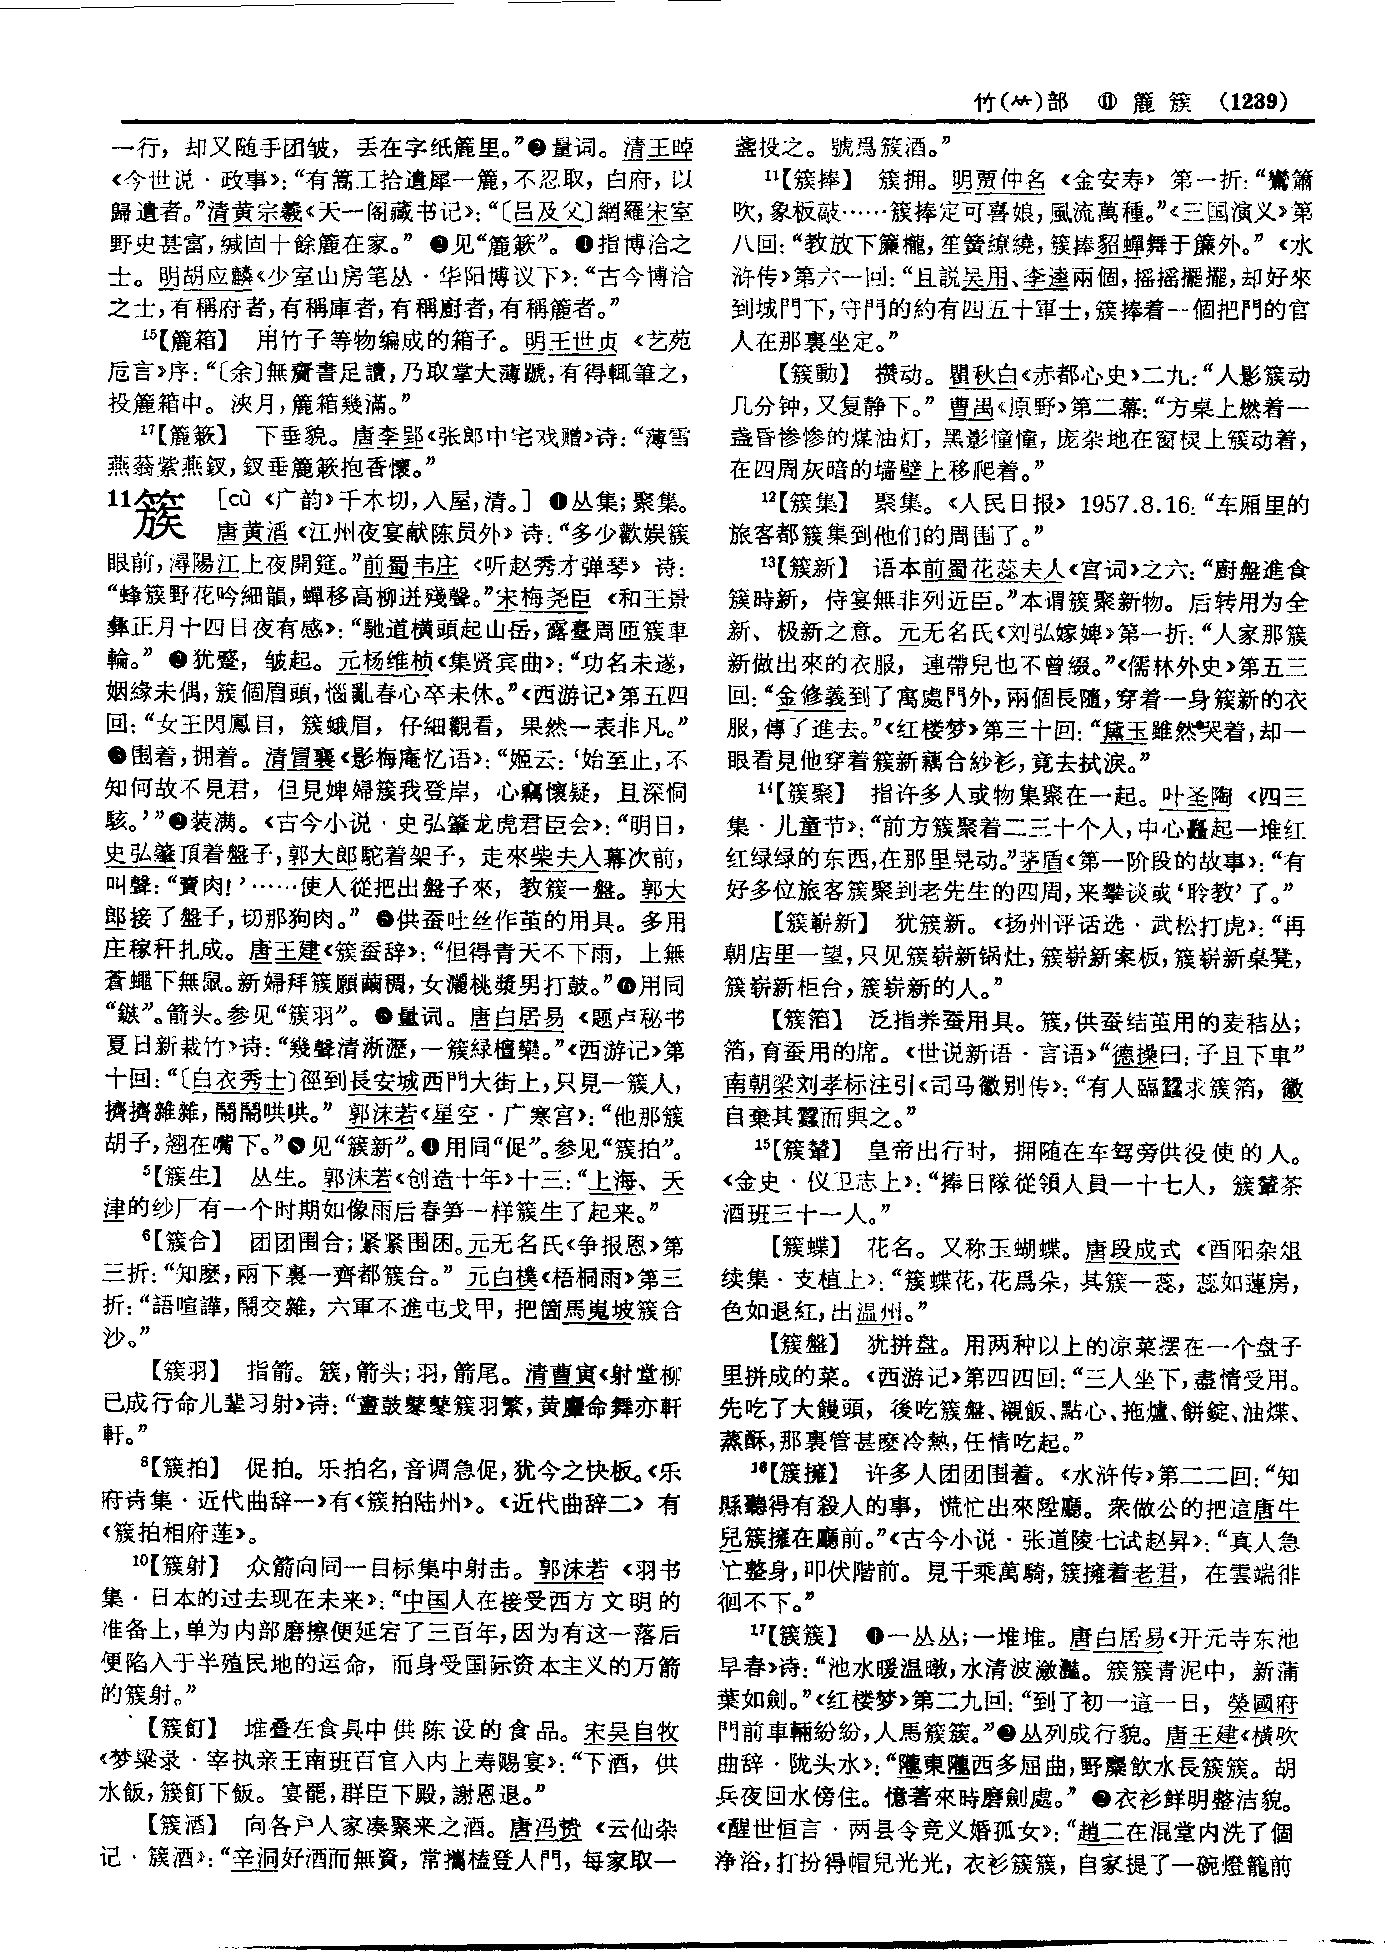 竹(⺮)部 ⑪ 簏 簇 (1239)
一行，却又随手团皱，丢在字纸簏里。”❷量词。清王晫
《今世说·政事》：“有篙工拾遺犀一簏，不忍取，白府，以
歸遺者。”清黄宗羲《天一阁藏书记》：“〔吕及父〕網羅宋室
野史甚富，缄固十餘簏在家。” ❸见“簏簌”。 ❹指博洽之
士。明胡应麟《少室山房笔丛·华阳博议下》：“古今博洽
之士，有稱府者，有稱庫者，有稱廚者，有稱簏者。”
15【簏箱】 用竹子等物编成的箱子。明王世贞《艺苑
卮言》序：“〔余〕無齎書足讀，乃取掌大薄蹏，有得輒筆之，
投簏箱中。浹月，簏箱幾滿。”
17【簏簌】 下垂貌。唐李郢《张郎中宅戏赠》诗：“薄雪
燕蓊紫燕釵，釵垂簏簌抱香懷。”
11簇 ［cù 《广韵》千木切，入屋，清。］ ❶丛集；聚集。
唐黄滔《江州夜宴献陈员外》诗：“多少歡娱簇
眼前，潯陽江上夜開筵。”前蜀韦庄《听赵秀才弹琴》诗：
“蜂簇野花吟細韻，蟬移高柳迸殘聲。”宋梅尧臣《和王景
彝正月十四日夜有感》：“馳道横頭起山岳，露臺周匝簇車
輪。” ❷犹蹙，皱起。元杨维桢《集贤宾曲》：“功名未遂，
姻緣未偶，簇個眉頭，惱亂春心卒未休。”《西游记》第五四
回：“女王閃鳳目，簇蛾眉，仔細觀看，果然一表非凡。”
❸围着，拥着。清冒襄《影梅庵忆语》：“姬云：‘始至止，不
知何故不見君，但見婢婦簇我登岸，心竊懷疑，且深恫
駭。’”❹装满。《古今小说·史弘肇龙虎君臣会》：“明日，
史弘肇頂着盤子，郭大郎駝着架子，走來柴夫人幕次前，
叫聲：“賣肉！’……使人從把出盤子來，教簇一盤。郭大
郎接了盤子，切那狗肉。” ❺供蚕吐丝作茧的用具。多用
庄稼秆扎成。唐王建《簇蚕辞》：“但得青天不下雨，上無
蒼蠅下無鼠。新婦拜簇願繭稠，女灑桃漿男打鼓。”❻用同
“鏃”。箭头。参见“簇羽”。 ❼量词。唐白居易《题卢秘书
夏日新栽竹》诗：“幾聲清淅瀝，一簇緑檀欒。”《西游记》第
十回：“〔白衣秀士〕徑到長安城西門大街上，只見一簇人，
擠擠雜雜，鬧鬧哄哄。” 郭沫若《星空·广寒宫》：“他那簇
胡子，翘在嘴下。”❽见“簇新”。❾用同“促”。参见“簇拍”。
5【簇生】 丛生。郭沫若《创造十年》十三：“上海、天
津的纱厂有一个时期如像雨后春笋一样簇生了起来。”
6【簇合】 团团围合；紧紧围困。元无名氏《争报恩》第
三折：“知麽，兩下裏一齊都簇合。” 元白樸《梧桐雨》第三
折：“語喧譁，鬧交雜，六軍不進屯戈甲，把箇馬嵬坡簇合
沙。”
【簇羽】 指箭。簇，箭头；羽，箭尾。清曹寅《射堂柳
已成行命儿辈习射》诗：“畫鼓鼕鼕簇羽繁，黄麞命舞亦軒
軒。”
8【簇拍】 促拍。乐拍名，音调急促，犹今之快板。《乐
府诗集·近代曲辞一》有《簇拍陆州》。《近代曲辞二》有
《簇拍相府莲》。
10【簇射】 众箭向同一目标集中射击。郭沫若《羽书
集·日本的过去现在未来》：“中国人在接受西方文明的
准备上，单为内部磨擦便延宕了三百年，因为有这一落后
便陷入于半殖民地的运命，而身受国际资本主义的万箭
的簇射。”
【簇飣】 堆叠在食具中供陈设的食品。宋吴自牧
《梦粱录·宰执亲王南班百官入内上寿赐宴》：“下酒，供
水飯，簇飣下飯。宴罷，群臣下殿，謝恩退。”
【簇酒】 向各户人家凑聚来之酒。唐冯贽《云仙杂
记·簇酒》：“辛洞好酒而無資，常攜榼登人門，每家取一
盞投之。號爲簇酒。”
11【簇捧】 簇拥。明贾仲名《金安寿》第一折：“鸞簫
吹，象板敲……簇捧定可喜娘，風流萬種。”《三国演义》第
八回：“教放下簾櫳，笙簧繚繞，簇捧貂蟬舞于簾外。”《水
浒传》第六一回：“且説吴用、李逵兩個，摇摇擺擺，却好來
到城門下，守門的約有四五十軍士，簇捧着一個把門的官
人在那裏坐定。”
【簇動】 攒动。瞿秋白《赤都心史》二九：“人影簇动
几分钟，又复静下。” 曹禺《原野》第二幕：“方桌上燃着一
盏昏惨惨的煤油灯，黑影憧憧，庞杂地在窗棂上簇动着，
在四周灰暗的墙壁上移爬着。”
12【簇集】 聚集。《人民日报》1957.8.16：“车厢里的
旅客都簇集到他们的周围了。”
13【簇新】 语本前蜀花蕊夫人《宫词》之六：“廚盤進食
簇時新，侍宴無非列近臣。”本谓簇聚新物。后转用为全
新、极新之意。元无名氏《刘弘嫁婢》第一折：“人家那簇
新做出來的衣服，連帶兒也不曾綴。”《儒林外史》第五三
回：“金修義到了寓處門外，兩個長隨，穿着一身簇新的衣
服，傳了進去。”《红楼梦》第三十回：“黛玉雖然哭着，却一
眼看見他穿着簇新藕合紗衫，竟去拭淚。”
14【簇聚】 指许多人或物集聚在一起。叶圣陶《四三
集·儿童节》：“前方簇聚着二三十个人，中心矗起一堆红
红绿绿的东西，在那里晃动。”茅盾《第一阶段的故事》：“有
好多位旅客簇聚到老先生的四周，来攀谈或‘聆教’了。”
【簇嶄新】 犹簇新。《扬州评话选·武松打虎》：“再
朝店里一望，只见簇崭新锅灶，簇崭新案板，簇崭新桌凳，
簇崭新柜台，簇崭新的人。”
【簇箔】 泛指养蚕用具。簇，供蚕结茧用的麦秸丛；
箔，育蚕用的席。《世说新语·言语》“德操曰：子且下車”
南朝梁刘孝标注引《司马徽别传》：“有人臨蠶求簇箔，徽
自棄其蠶而與之。”
15【簇輦】 皇帝出行时，拥随在车驾旁供役使的人。
《金史·仪卫志上》：“捧日隊從領人員一十七人，簇輦茶
酒班三十一人。”
【簇蝶】 花名。又称玉蝴蝶。唐段成式《酉阳杂俎
续集·支植上》：“簇蝶花，花爲朵，其簇一蕊，蕊如蓮房，
色如退紅，出温州。”
【簇盤】 犹拼盘。用两种以上的凉菜摆在一个盘子
里拼成的菜。《西游记》第四四回：“三人坐下，盡情受用。
先吃了大饅頭，後吃簇盤、襯飯、點心、拖爐、餅錠、油煠、
蒸酥，那裏管甚麽冷熱，任情吃起。”
16【簇擁】 许多人团团围着。《水浒传》第二二回：“知
縣聽得有殺人的事，慌忙出來陞廳。衆做公的把這唐牛
兒簇擁在廳前。”《古今小说·张道陵七试赵昇》：“真人急
忙整身，叩伏階前。見千乘萬騎，簇擁着老君，在雲端徘
徊不下。”
17【簇簇】 ❶一丛丛；一堆堆。唐白居易《开元寺东池
早春》诗：“池水暖温暾，水清波瀲灩。簇簇青泥中，新蒲
葉如劍。”《红楼梦》第二九回：“到了初一這一日，榮國府
門前車輛紛紛，人馬簇簇。”❷丛列成行貌。唐王建《横吹
曲辞·陇头水》：“隴東隴西多屈曲，野麋飲水長簇簇。胡
兵夜回水傍住。憶著來時磨劍處。” ❸衣衫鲜明整洁貌。
《醒世恒言·两县令竞义婚孤女》：“趙二在混堂内洗了個
净浴，打扮得帽兒光光，衣衫簇簇，自家提了一碗燈籠前